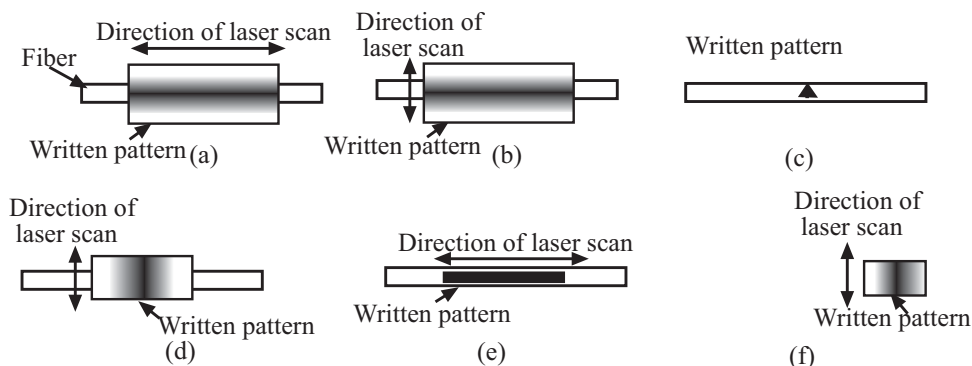 Direction of laser scan
Fiber
Written pattern
(a)
Direction of
laser scan
Written pattern
(b)
Written pattern
(c)
Direction of
laser scan
Written pattern
(d)
Direction of laser scan
Written pattern
(e)
Direction of
laser scan
Written pattern
(f)